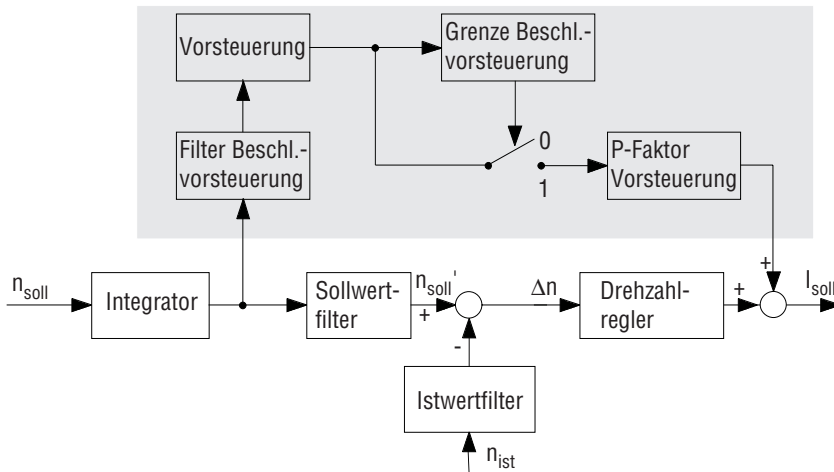 Vorsteuerung
Grenze Beschl.-
vorsteuerung
Filter Beschl.-
vorsteuerung
0
1
P-Faktor
Vorsteuerung
n_soll
Integrator
Sollwert-
filter
n_soll'
+
-
Δn
Drehzahl-
regler
+
+
I_soll
Istwertfilter
n_ist